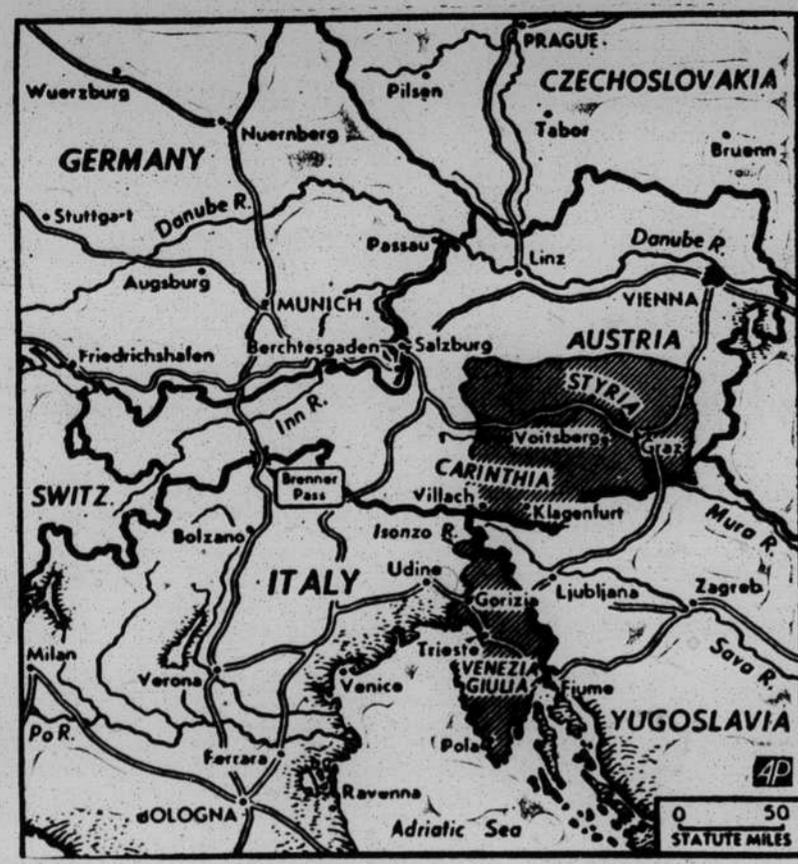 PRAGUE
Wuerzburg
Pilsen
CZECHOSLOVAKIA
Nuernberg
Tabor
GERMANY
Bruenn
Stuttgart
Danube R.
Passau
Danube R.
Linz
Augsburg
MUNICH
VIENNA
Friedrichshafen
Berchtesgaden
Salzburg
AUSTRIA
STYRIA
Inn R.
Voitsberg
Graz
Brenner
Pass
CARINTHIA
SWITZ.
Villach
Klagenfurt
Mura R.
Bolzano
Isonzo R.
ITALY
Udine
Gorizia
Ljubljana
Zagreb
Milan
Trieste
Sava R.
Verona
Venice
VENEZIA
GIULIA
Fiume
Po R.
YUGOSLAVIA
Ferrara
Pola
AP
Ravenna
BOLOGNA
Adriatic Sea
0 50
STATUTE MILES